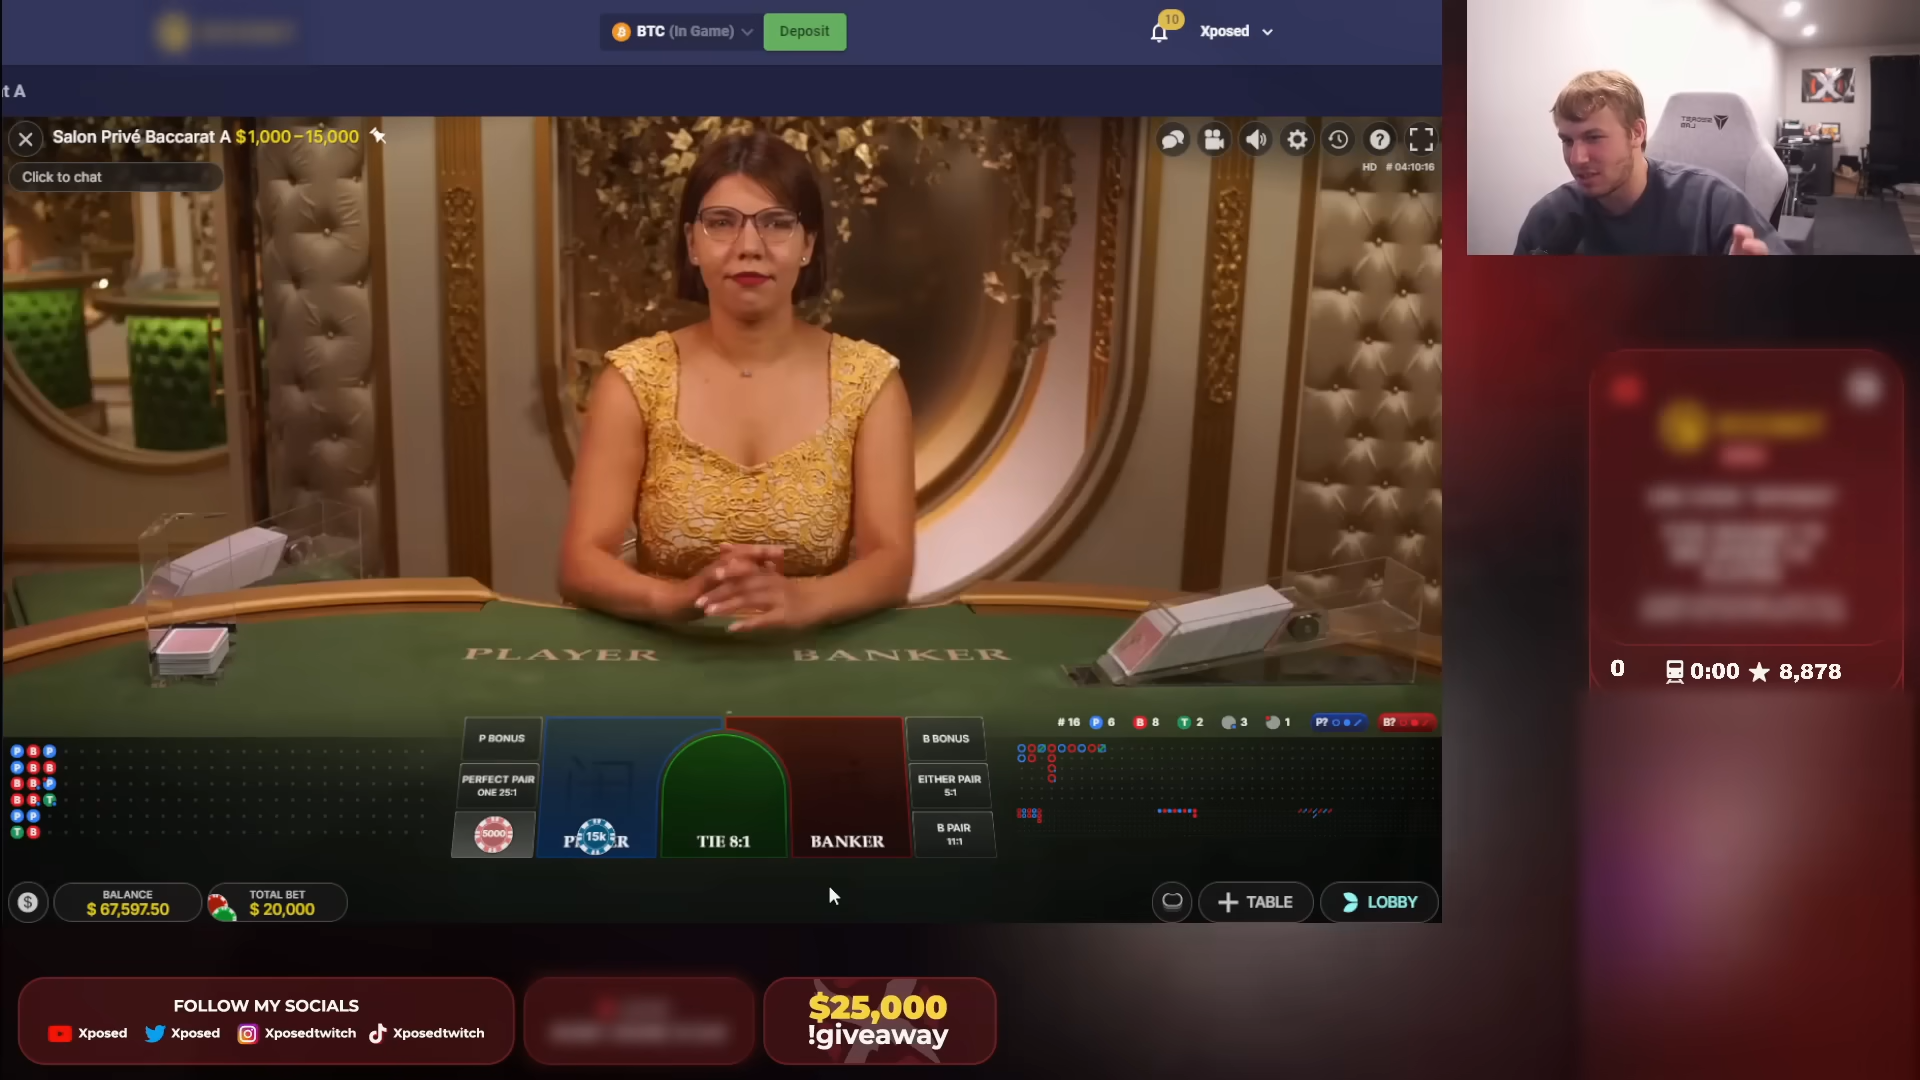 BTC (In Game)
Deposit
10
Xposed
t A
Salon Privé Baccarat A $1,000–15,000
Click to chat
HD # 04:10:16
PLAYER
BANKER
#16 P 6 B 8 T 2 3 1 P? B?
P BONUS
B BONUS
PERFECT PAIR
ONE 25:1
EITHER PAIR
5:1
5000
15k
TIE 8:1
BANKER
B PAIR
11:1
P B P
P B B
B B P
B B T
P P
T B
BALANCE
$ 67,597.50
TOTAL BET
$ 20,000
TABLE
LOBBY
0 0:00 8,878
FOLLOW MY SOCIALS
Xposed Xposed Xposedtwitch Xposedtwitch
$25,000
!giveaway